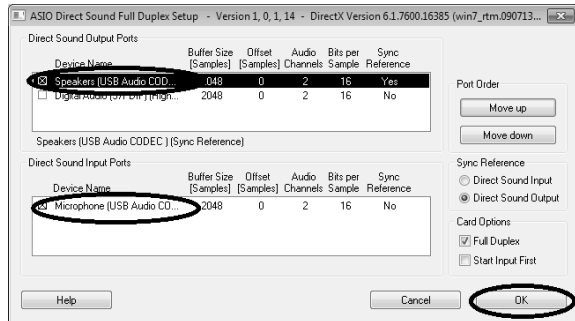 ASIO Direct Sound Full Duplex Setup - Version 1, 0, 1, 14 - DirectX Version 6.1.7600.16385 (win7_rtm.090713...
Direct Sound Output Ports
Device Name Buffer Size [Samples] Offset [Samples] Audio Channels Bits per Sample Sync Reference
Speakers (USB Audio COD... 048 0 2 16 Yes
Digital Audio (S/PDIF) (High... 2048 0 2 16 No
Speakers (USB Audio CODEC ) (Sync Reference)
Direct Sound Input Ports
Device Name Buffer Size [Samples] Offset [Samples] Audio Channels Bits per Sample Sync Reference
Microphone (USB Audio CO... 2048 0 2 16 No
Port Order
Move up
Move down
Sync Reference
Direct Sound Input
Direct Sound Output
Card Options
Full Duplex
Start Input First
Help
Cancel
OK